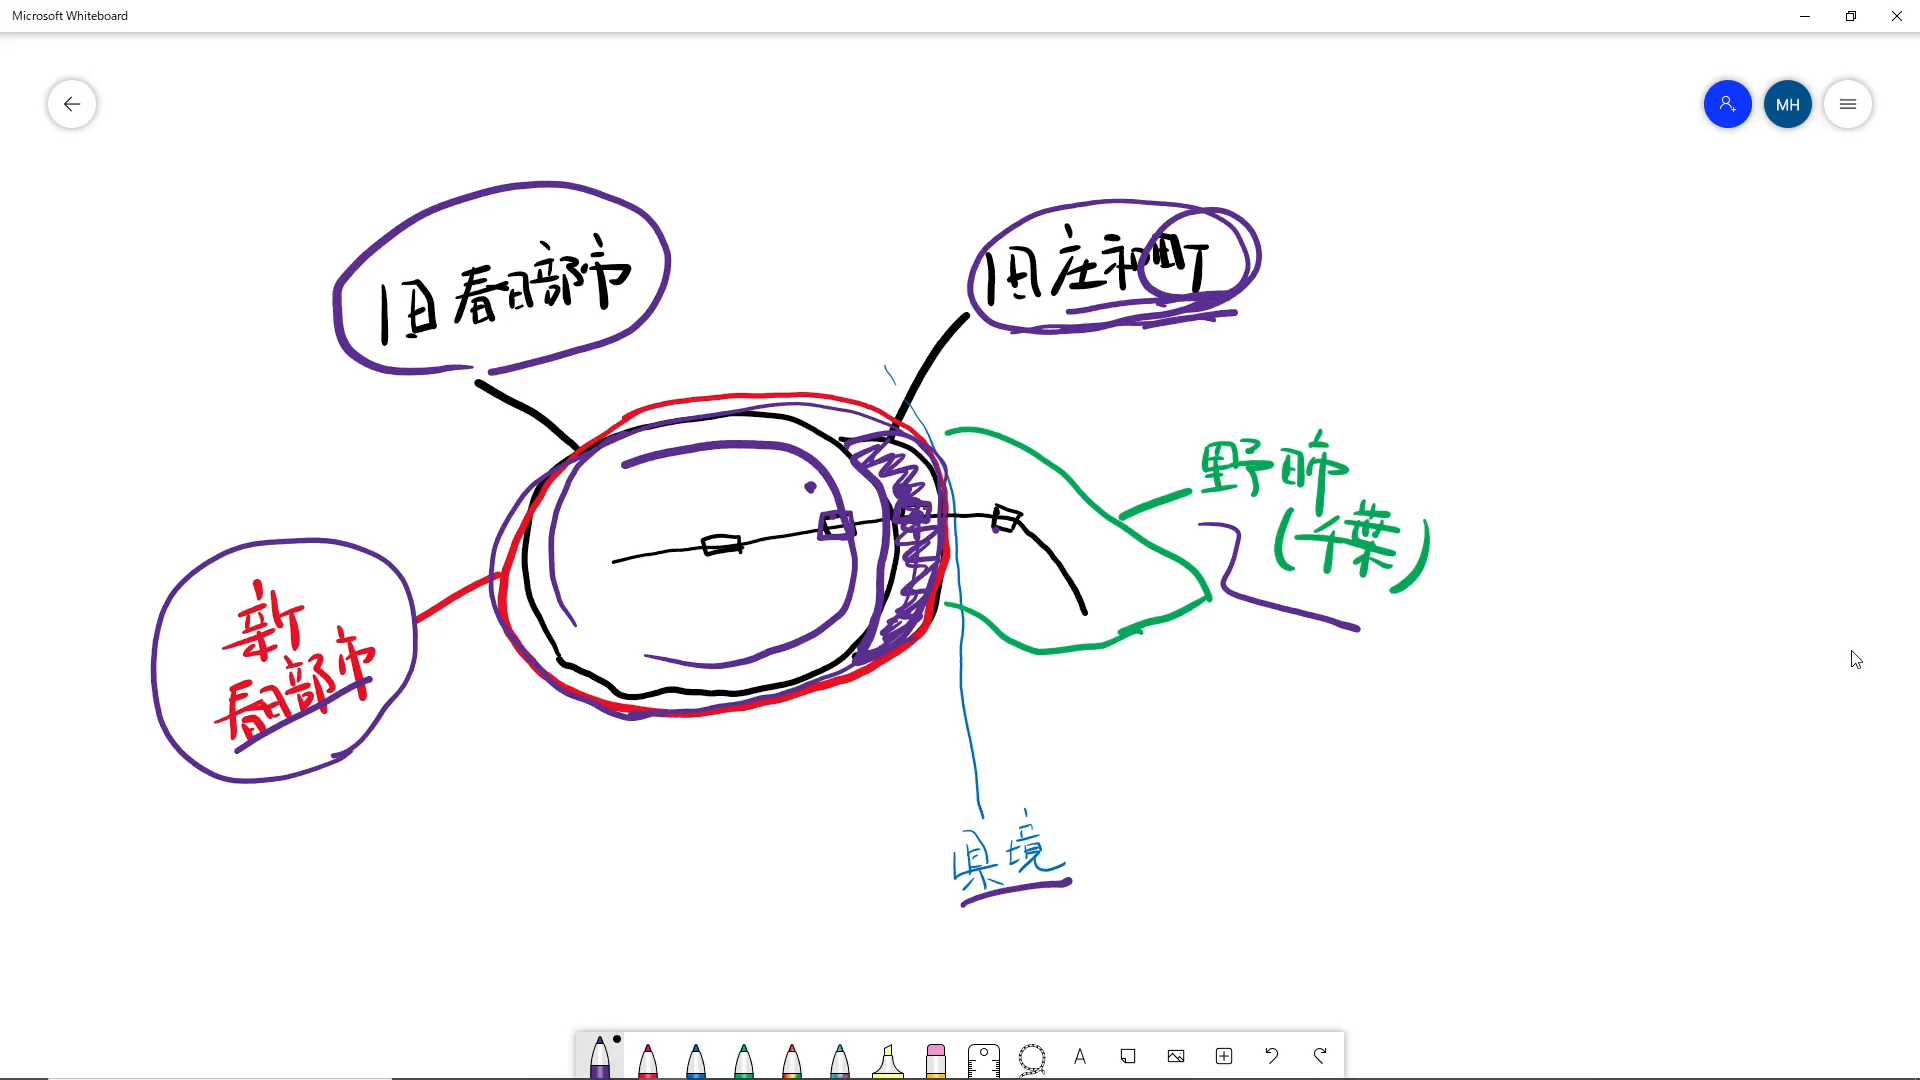 Microsoft Whiteboard
MH
旧春日部市
旧庄和町
野田市
(千葉)
新
春日部市
県境